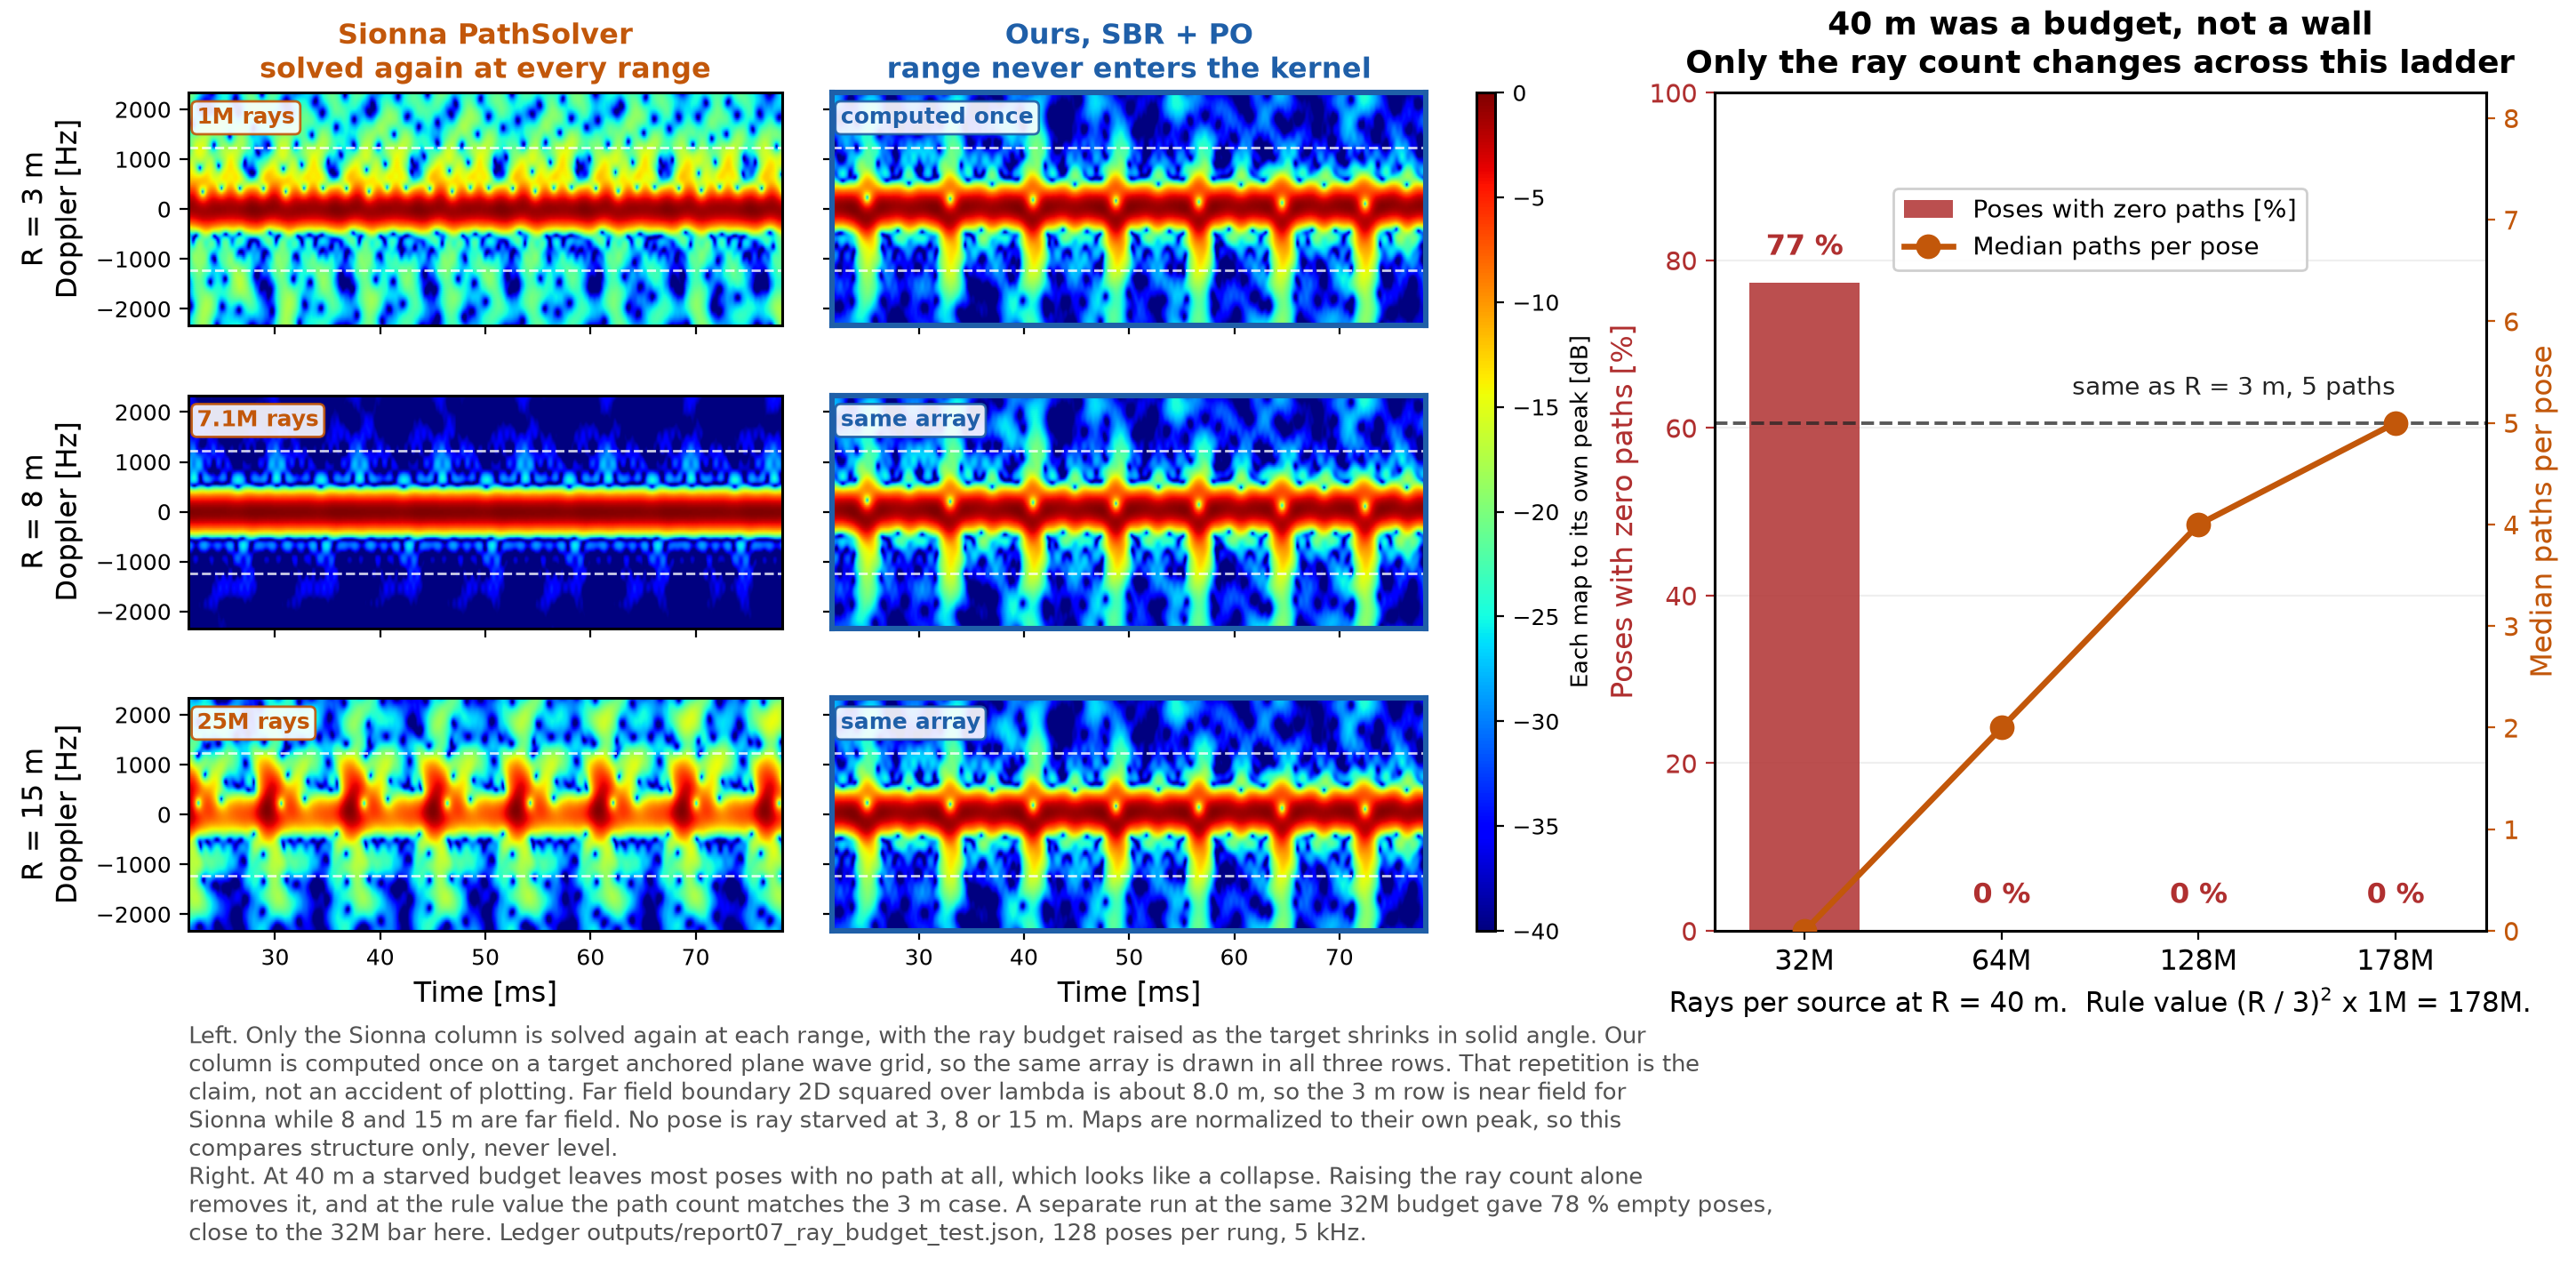 Sionna PathSolver
solved again at every range
Ours, SBR + PO
range never enters the kernel
40 m was a budget, not a wall
Only the ray count changes across this ladder
R = 3 m
Doppler [Hz]
2000
1000
0
−1000
−2000
1M rays
computed once
R = 8 m
Doppler [Hz]
2000
1000
0
−1000
−2000
7.1M rays
same array
R = 15 m
Doppler [Hz]
2000
1000
0
−1000
−2000
25M rays
same array
30 40 50 60 70
Time [ms]
30 40 50 60 70
Time [ms]
0
−5
−10
−15
−20
−25
−30
−35
−40
Each map to its own peak [dB]
Poses with zero paths [%]
100
80
60
40
20
0
Poses with zero paths [%]
Median paths per pose
77 %
same as R = 3 m, 5 paths
0 % 0 % 0 %
8
7
6
5
4
3
2
1
0
Median paths per pose
32M 64M 128M 178M
Rays per source at R = 40 m.  Rule value (R / 3)² x 1M = 178M.
Left. Only the Sionna column is solved again at each range, with the ray budget raised as the target shrinks in solid angle. Our
column is computed once on a target anchored plane wave grid, so the same array is drawn in all three rows. That repetition is the
claim, not an accident of plotting. Far field boundary 2D squared over lambda is about 8.0 m, so the 3 m row is near field for
Sionna while 8 and 15 m are far field. No pose is ray starved at 3, 8 or 15 m. Maps are normalized to their own peak, so this
compares structure only, never level.
Right. At 40 m a starved budget leaves most poses with no path at all, which looks like a collapse. Raising the ray count alone
removes it, and at the rule value the path count matches the 3 m case. A separate run at the same 32M budget gave 78 % empty poses,
close to the 32M bar here. Ledger outputs/report07_ray_budget_test.json, 128 poses per rung, 5 kHz.